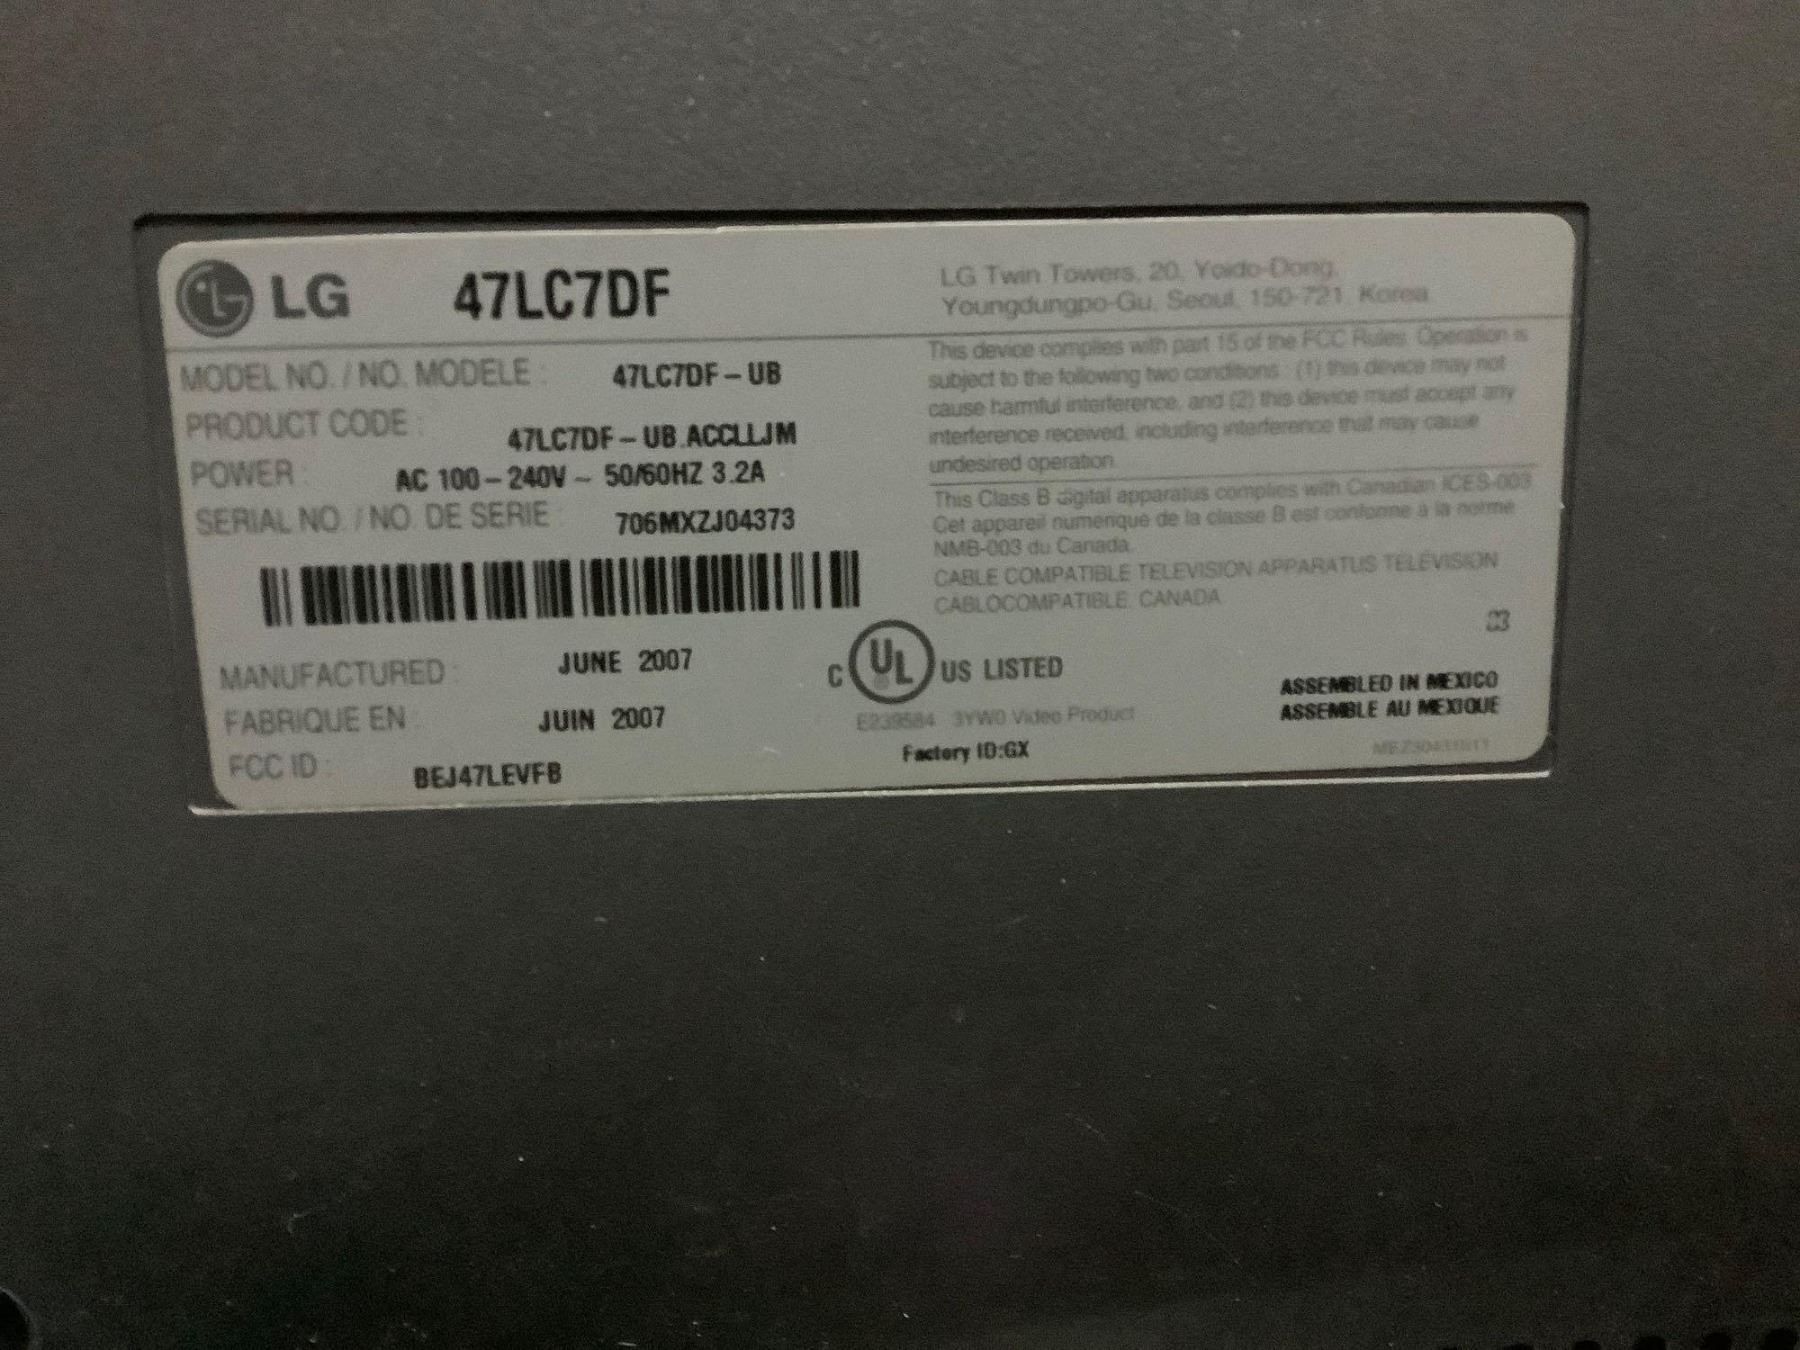 LG 47LC7DF
LG Twin Towers, 20, Yoido-Dong,
Youngdungpo-Gu, Seoul, 150-721, Korea
MODEL NO. / NO. MODELE : 47LC7DF-UB
PRODUCT CODE : 47LC7DF-UB.ACCLLJM
POWER : AC 100-240V ~ 50/60HZ 3.2A
SERIAL NO. / NO. DE SERIE : 706MXZJ04373
MANUFACTURED : JUNE 2007
FABRIQUE EN : JUIN 2007
FCC ID : BEJ47LEVFB
This device complies with part 15 of the FCC Rules. Operation is
subject to the following two conditions : (1) this device may not
cause harmful interference, and (2) this device must accept any
interference received, including interference that may cause
undesired operation.
This Class B digital apparatus complies with Canadian ICES-003
Cet appareil numérique de la classe B est conforme à la norme
NMB-003 du Canada.
CABLE COMPATIBLE TELEVISION APPARATUS TÉLÉVISION
CABLOCOMPATIBLE, CANADA
C UL US LISTED
E239584 3YW0 Video Product
Factory ID:GX
ASSEMBLED IN MEXICO
ASSEMBLE AU MEXIQUE